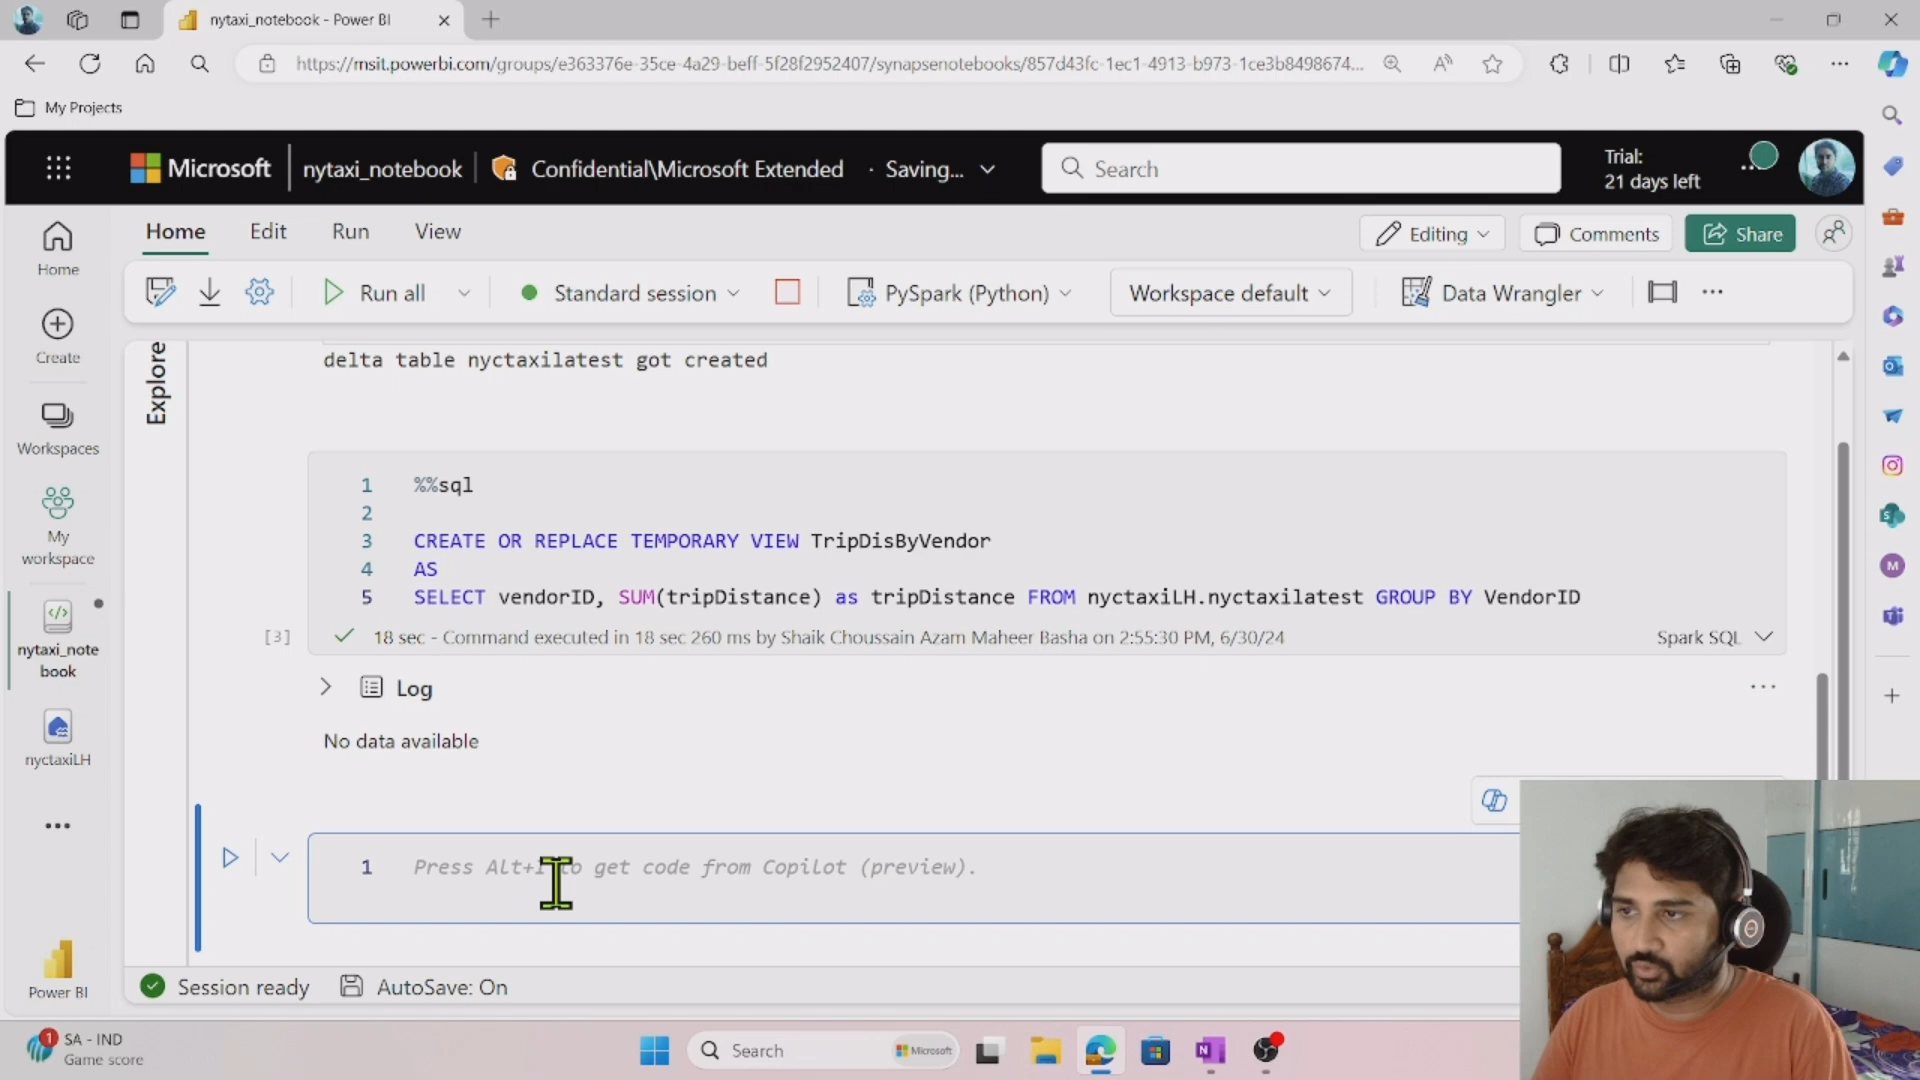 nytaxi_notebook - Power BI
https://msit.powerbi.com/groups/e363376e-35ce-4a29-beff-5f28f2952407/synapsenotebooks/857d43fc-1ec1-4913-b973-1ce3b8498674...
My Projects
Microsoft
nytaxi_notebook
Confidential\Microsoft Extended
· Saving...
Search
Trial:
21 days left
Home
Edit
Run
View
Editing
Comments
Share
Run all
Standard session
PySpark (Python)
Workspace default
Data Wrangler
Home
Create
Workspaces
My
workspace
nytaxi_note
book
nyctaxiLH
Power BI
Explore
delta table nyctaxilatest got created
1 %%sql
2
3 CREATE OR REPLACE TEMPORARY VIEW TripDisByVendor
4 AS
5 SELECT vendorID, SUM(tripDistance) as tripDistance FROM nyctaxiLH.nyctaxilatest GROUP BY VendorID
[3] 18 sec - Command executed in 18 sec 260 ms by Shaik Choussain Azam Maheer Basha on 2:55:30 PM, 6/30/24
Spark SQL
Log
No data available
1 Press Alt+I to get code from Copilot (preview).
Session ready
AutoSave: On
1
SA - IND
Game score
Search
Microsoft